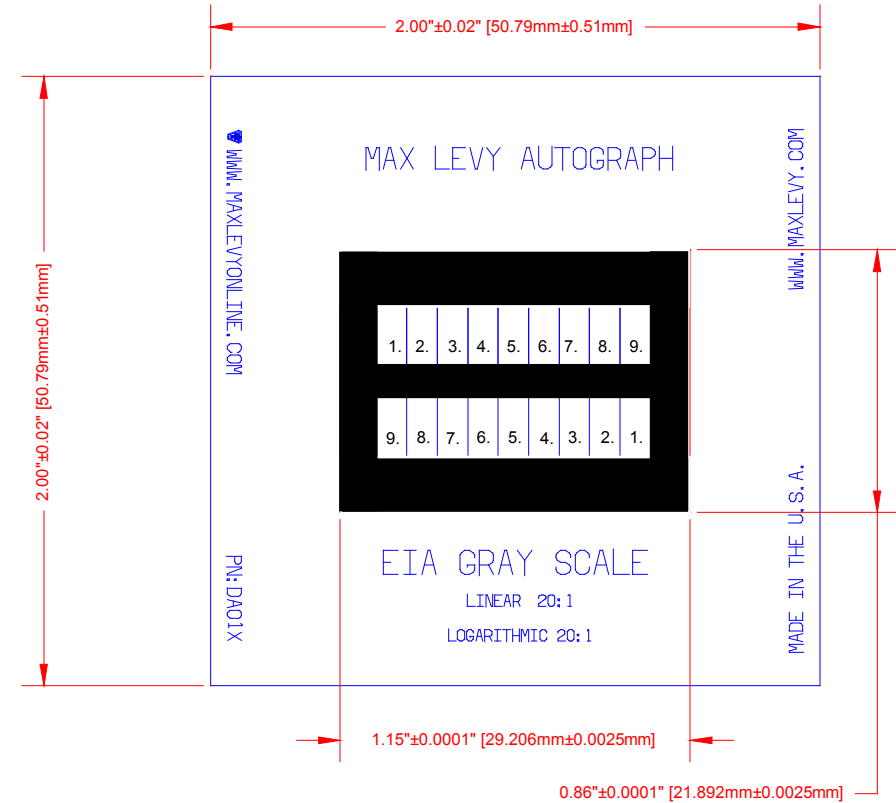 2.00"±0.02" [50.79mm±0.51mm]
2.00"±0.02" [50.79mm±0.51mm]
WWW.MAXLEVYONLINE.COM
PN:DA01X
MAX LEVY AUTOGRAPH
WWW.MAXLEVY.COM
MADE IN THE U.S.A.
1. 2. 3. 4. 5. 6. 7. 8. 9.
9. 8. 7. 6. 5. 4. 3. 2. 1.
EIA GRAY SCALE
LINEAR 20:1
LOGARITHMIC 20:1
1.15"±0.0001" [29.206mm±0.0025mm]
0.86"±0.0001" [21.892mm±0.0025mm]